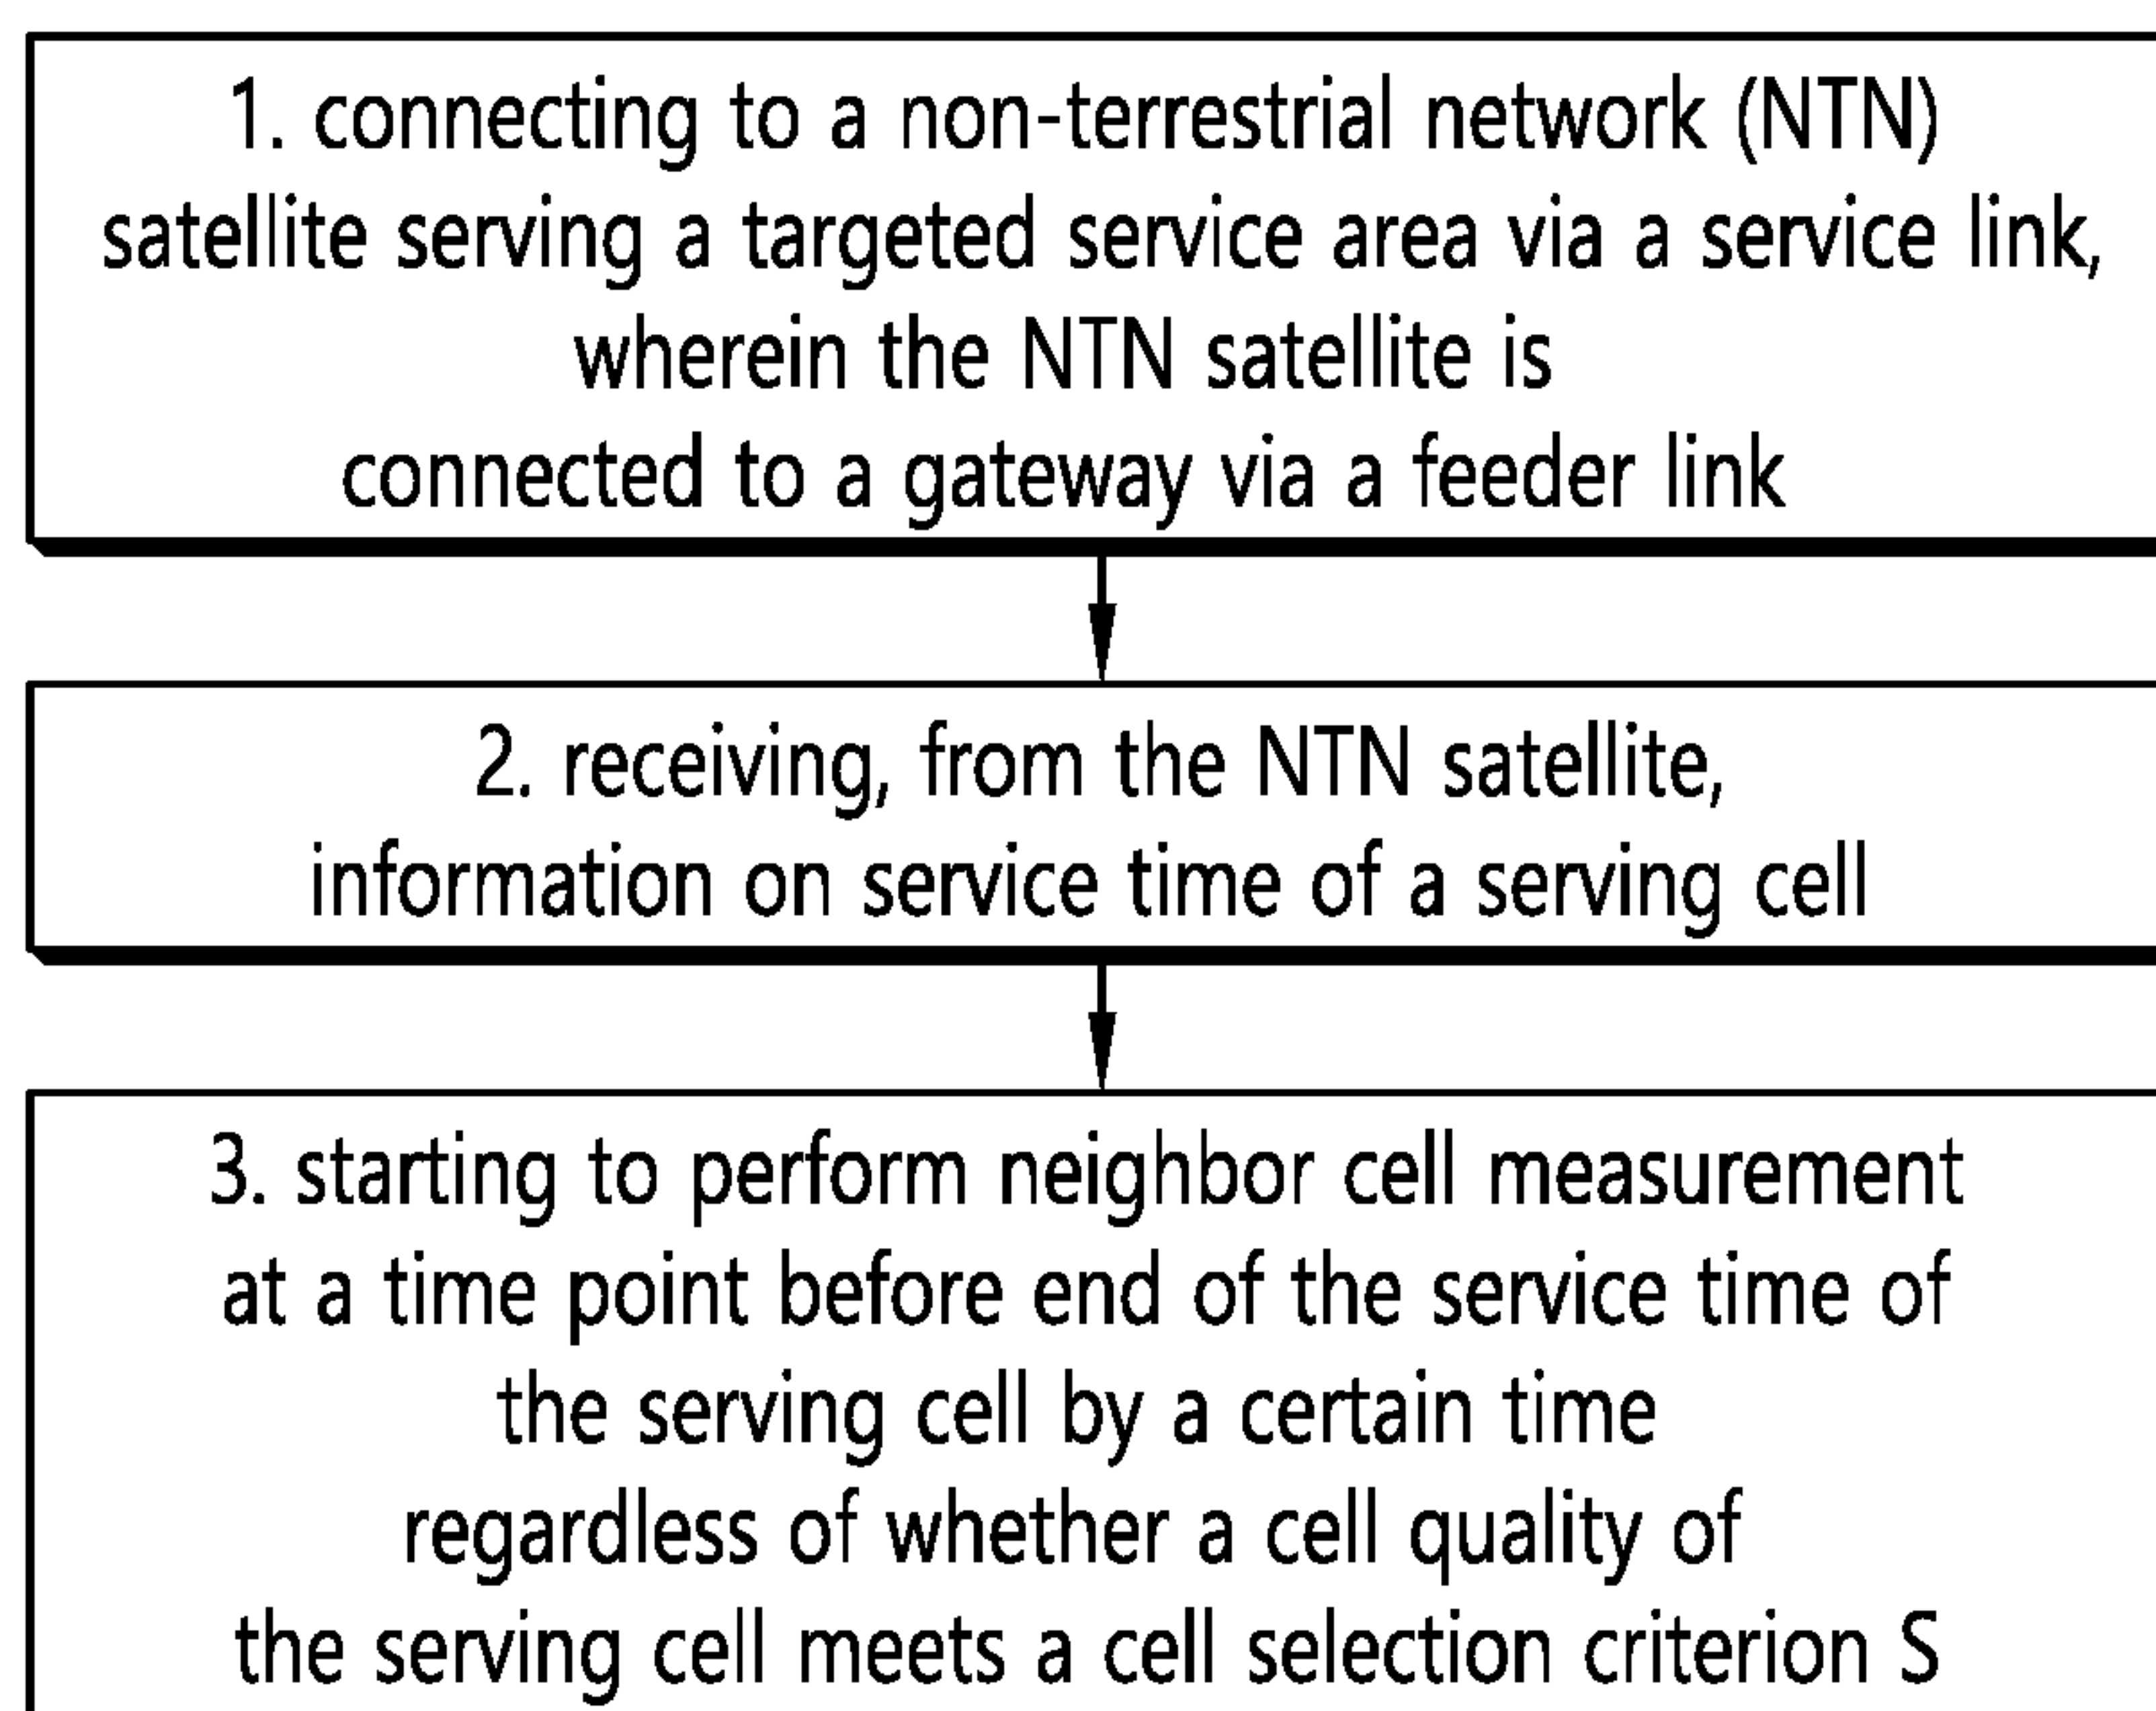 1. connecting to a non-terrestrial network (NTN)
satellite serving a targeted service area via a service link,
wherein the NTN satellite is
connected to a gateway via a feeder link
2. receiving, from the NTN satellite,
information on service time of a serving cell
3. starting to perform neighbor cell measurement
at a time point before end of the service time of
the serving cell by a certain time
regardless of whether a cell quality of
the serving cell meets a cell selection criterion S